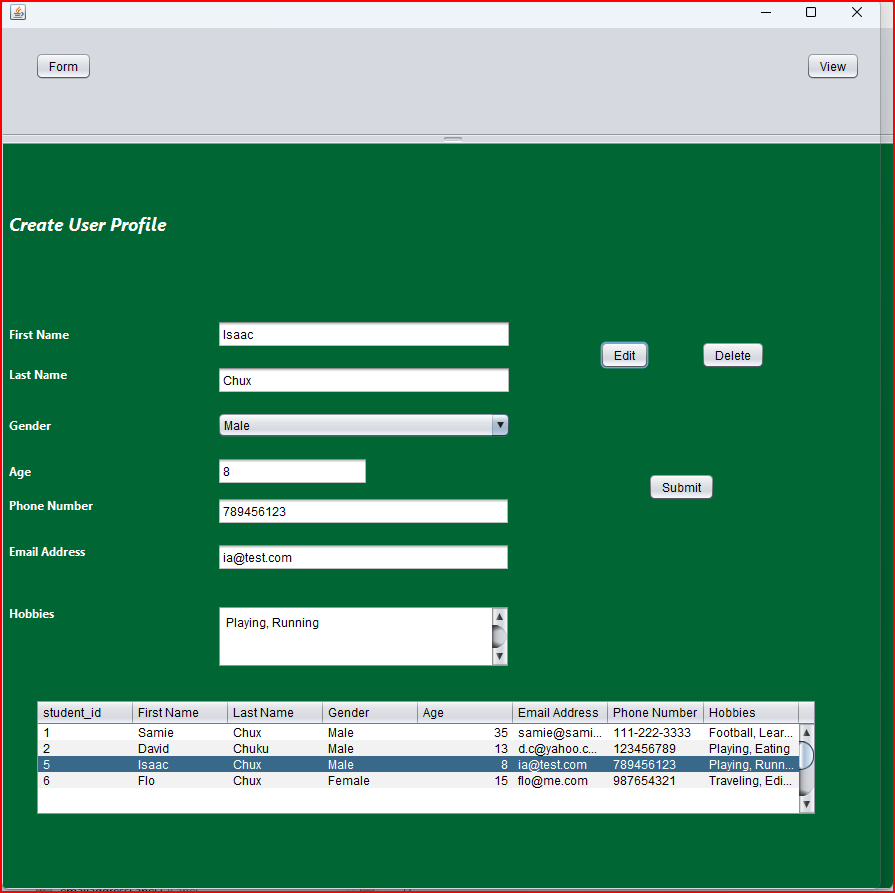 Form View
Create User Profile
First Name Isaac
Edit Delete
Last Name Chux
Gender Male
Age 8
Submit
Phone Number 789456123
Email Address ia@test.com
Hobbies Playing, Running
student_id First Name Last Name Gender Age Email Address Phone Number Hobbies
1 Samie Chux Male 35 samie@sami... 111-222-3333 Football, Lear...
2 David Chuku Male 13 d.c@yahoo.c... 123456789 Playing, Eating
5 Isaac Chux Male 8 ia@test.com 789456123 Playing, Runn...
6 Flo Chux Female 15 flo@me.com 987654321 Traveling, Edi...